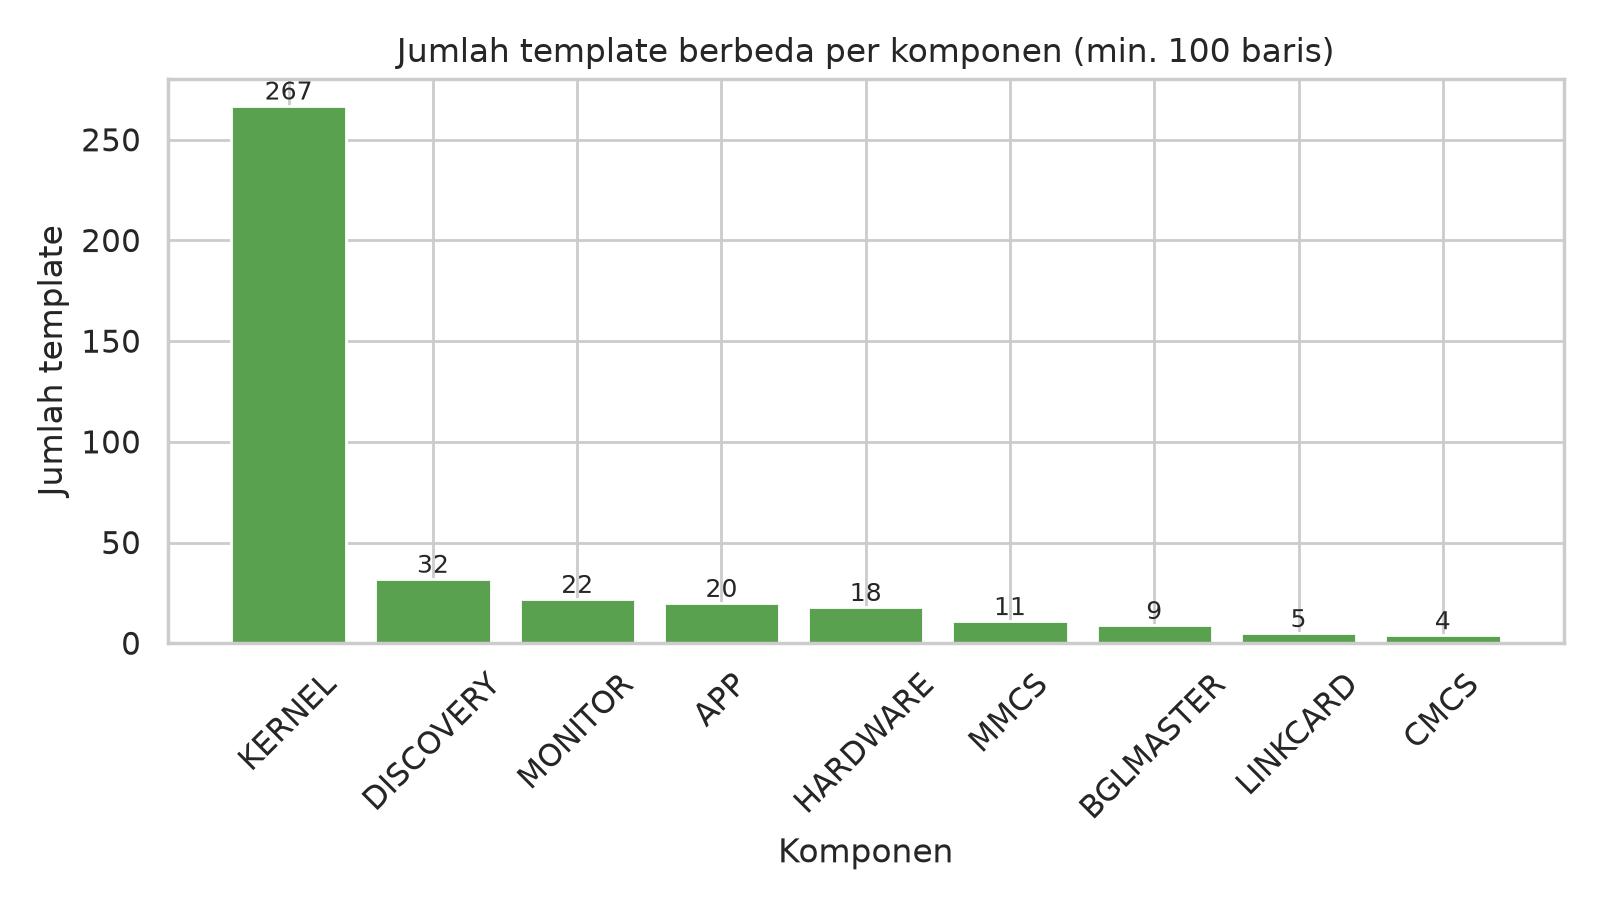 Jumlah template berbeda per komponen (min. 100 baris)
Jumlah template
250
200
150
100
50
0
267
32
22
20
18
11
9
5
4
KERNEL
DISCOVERY
MONITOR
APP
HARDWARE
MMCS
BGLMASTER
LINKCARD
CMCS
Komponen